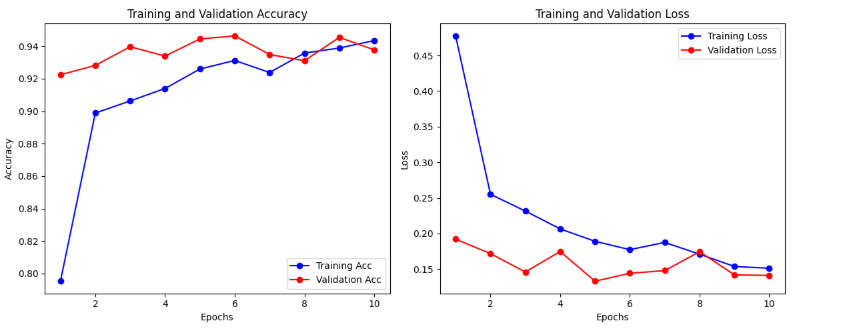 Training and Validation Accuracy
Accuracy
0.94
0.92
0.90
0.88
0.86
0.84
0.82
0.80
2
4
6
8
10
Epochs
Training Acc
Validation Acc
Training and Validation Loss
Loss
0.45
0.40
0.35
0.30
0.25
0.20
0.15
2
4
6
8
10
Epochs
Training Loss
Validation Loss